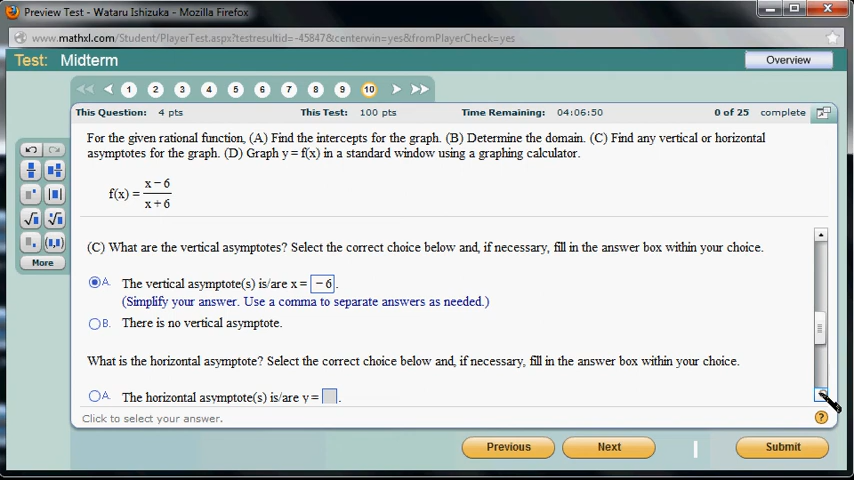 Preview Test - Wataru Ishizuka - Mozilla Firefox
www.mathxl.com/Student/PlayerTest.aspx?testresultid=-45847&centerwin=yes&fromPlayerCheck=yes
Test: Midterm
Overview
1 2 3 4 5 6 7 8 9 10
This Question: 4 pts This Test: 100 pts Time Remaining: 04:06:50 0 of 25 complete
For the given rational function, (A) Find the intercepts for the graph. (B) Determine the domain. (C) Find any vertical or horizontal
asymptotes for the graph. (D) Graph y = f(x) in a standard window using a graphing calculator.
f(x) = x − 6
x + 6
More
(C) What are the vertical asymptotes? Select the correct choice below and, if necessary, fill in the answer box within your choice.
A. The vertical asymptote(s) is/are x = − 6 .
(Simplify your answer. Use a comma to separate answers as needed.)
B. There is no vertical asymptote.
What is the horizontal asymptote? Select the correct choice below and, if necessary, fill in the answer box within your choice.
A. The horizontal asymptote(s) is/are y = .
Click to select your answer.
?
Previous
Next
Submit